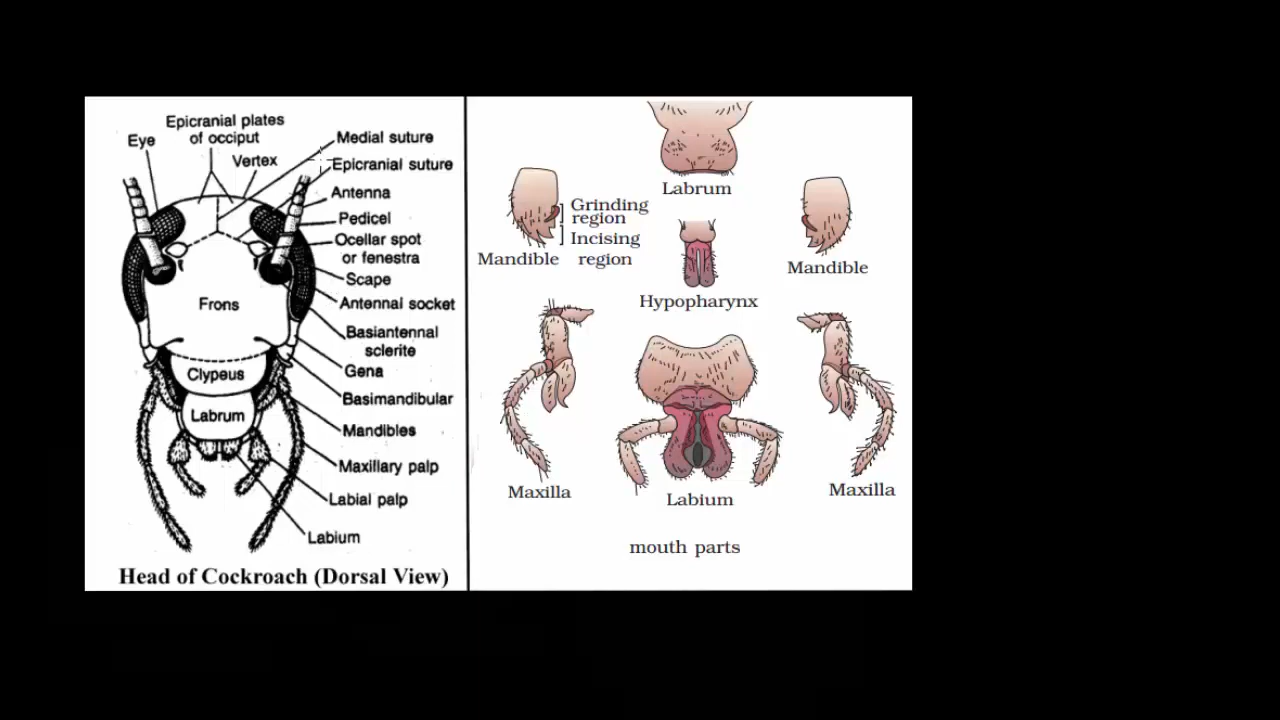 Epicranial plates
of occiput
Eye
Vertex
Medial suture
Epicranial suture
Antenna
Pedicel
Ocellar spot
or fenestra
Scape
Antennal socket
Basiantennal
sclerite
Gena
Basimandibular
Mandibles
Maxillary palp
Labial palp
Labium
Frons
Clypeus
Labrum
Head of Cockroach (Dorsal View)
Labrum
Grinding
region
Incising
region
Mandible
Mandible
Hypopharynx
Maxilla
Labium
Maxilla
mouth parts